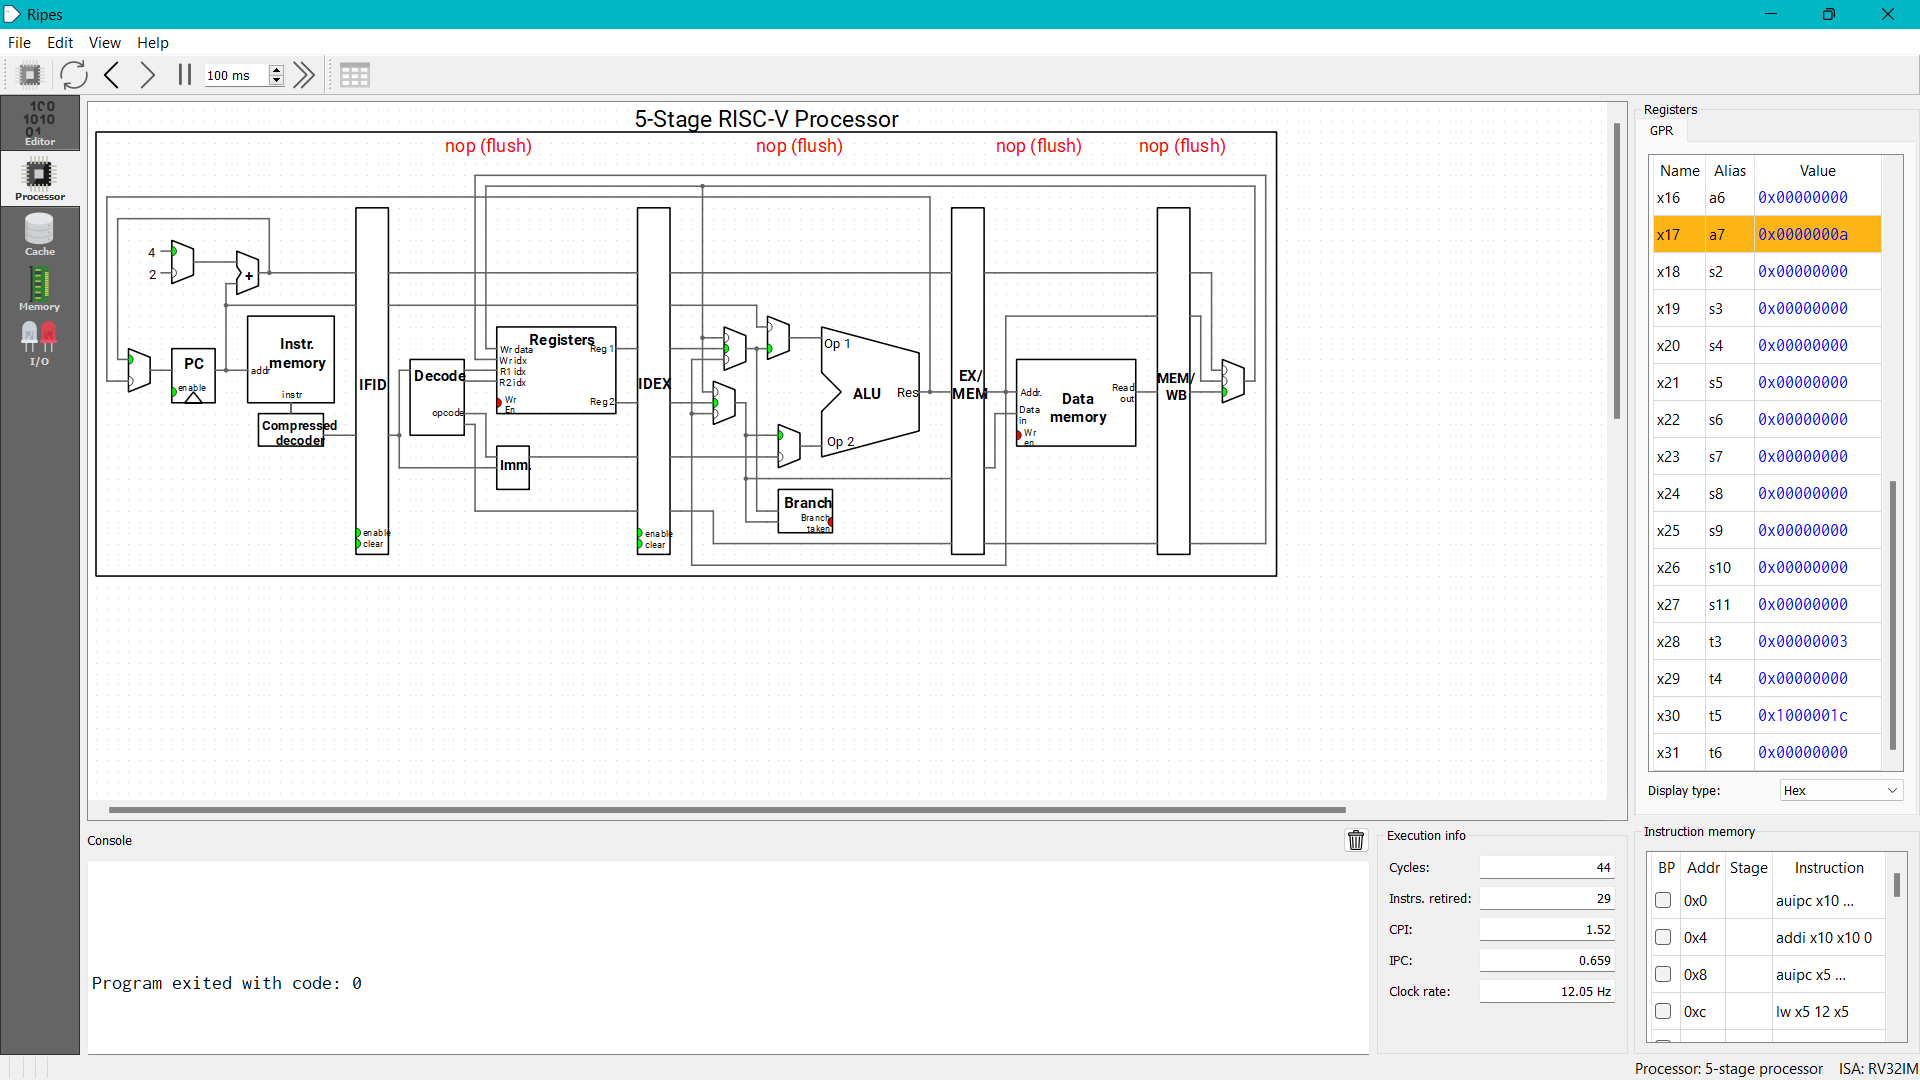 Ripes
File Edit View Help
100 ms
100
1010
01
Editor
Processor
Cache
Memory
I/O
5-Stage RISC-V Processor
nop (flush) nop (flush) nop (flush) nop (flush)
4
2
+
PC
enable
Instr.
memory
addr
instr
Compressed
decoder
IFID
enable
clear
Decode
opcode
Registers
Wr data
Wr idx
R1 idx
R2 idx
Wr
En
Reg 1
Reg 2
Imm.
IDEX
enable
clear
Op 1
ALU
Res
Op 2
Branch
Branch
taken
EX/
MEM
Addr.
Data
in
Wr
en
Data
memory
Read
out
MEM/
WB
Registers
GPR
Name Alias Value
x16 a6 0x00000000
x17 a7 0x0000000a
x18 s2 0x00000000
x19 s3 0x00000000
x20 s4 0x00000000
x21 s5 0x00000000
x22 s6 0x00000000
x23 s7 0x00000000
x24 s8 0x00000000
x25 s9 0x00000000
x26 s10 0x00000000
x27 s11 0x00000000
x28 t3 0x00000003
x29 t4 0x00000000
x30 t5 0x1000001c
x31 t6 0x00000000
Display type: Hex
Console
Program exited with code: 0
Execution info
Cycles: 44
Instrs. retired: 29
CPI: 1.52
IPC: 0.659
Clock rate: 12.05 Hz
Instruction memory
BP Addr Stage Instruction
0x0 auipc x10 ...
0x4 addi x10 x10 0
0x8 auipc x5 ...
0xc lw x5 12 x5
Processor: 5-stage processor ISA: RV32IM